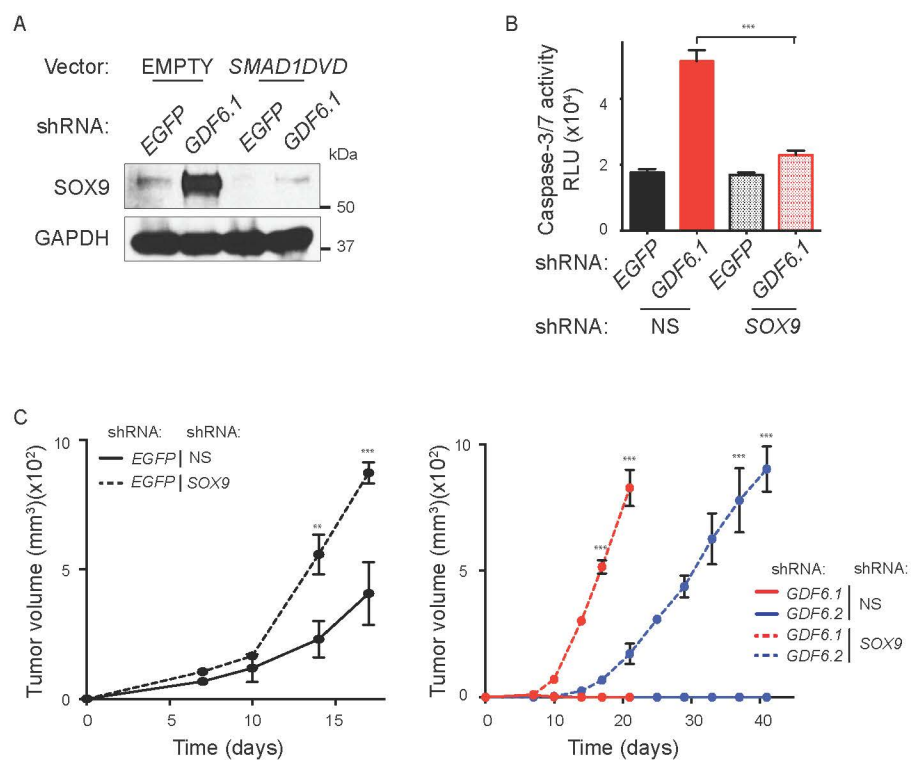 A
Vector: EMPTY SMAD1DVD
shRNA: EGFP GDF6.1 EGFP GDF6.1
kDa
SOX9
50
GAPDH
37
B
***
Caspase-3/7 activity
RLU (x10⁴)
4
2
0
shRNA: EGFP GDF6.1 EGFP GDF6.1
shRNA: NS SOX9
C
shRNA: shRNA:
EGFP NS
EGFP SOX9
Tumor volume (mm³)(x10²)
10
5
0
** ***
0 5 10 15
Time (days)
Tumor volume (mm³)(x10²)
10
5
0
*** *** *** ***
0 10 20 30 40
Time (days)
shRNA: shRNA:
GDF6.1
GDF6.2
NS
GDF6.1
GDF6.2
SOX9